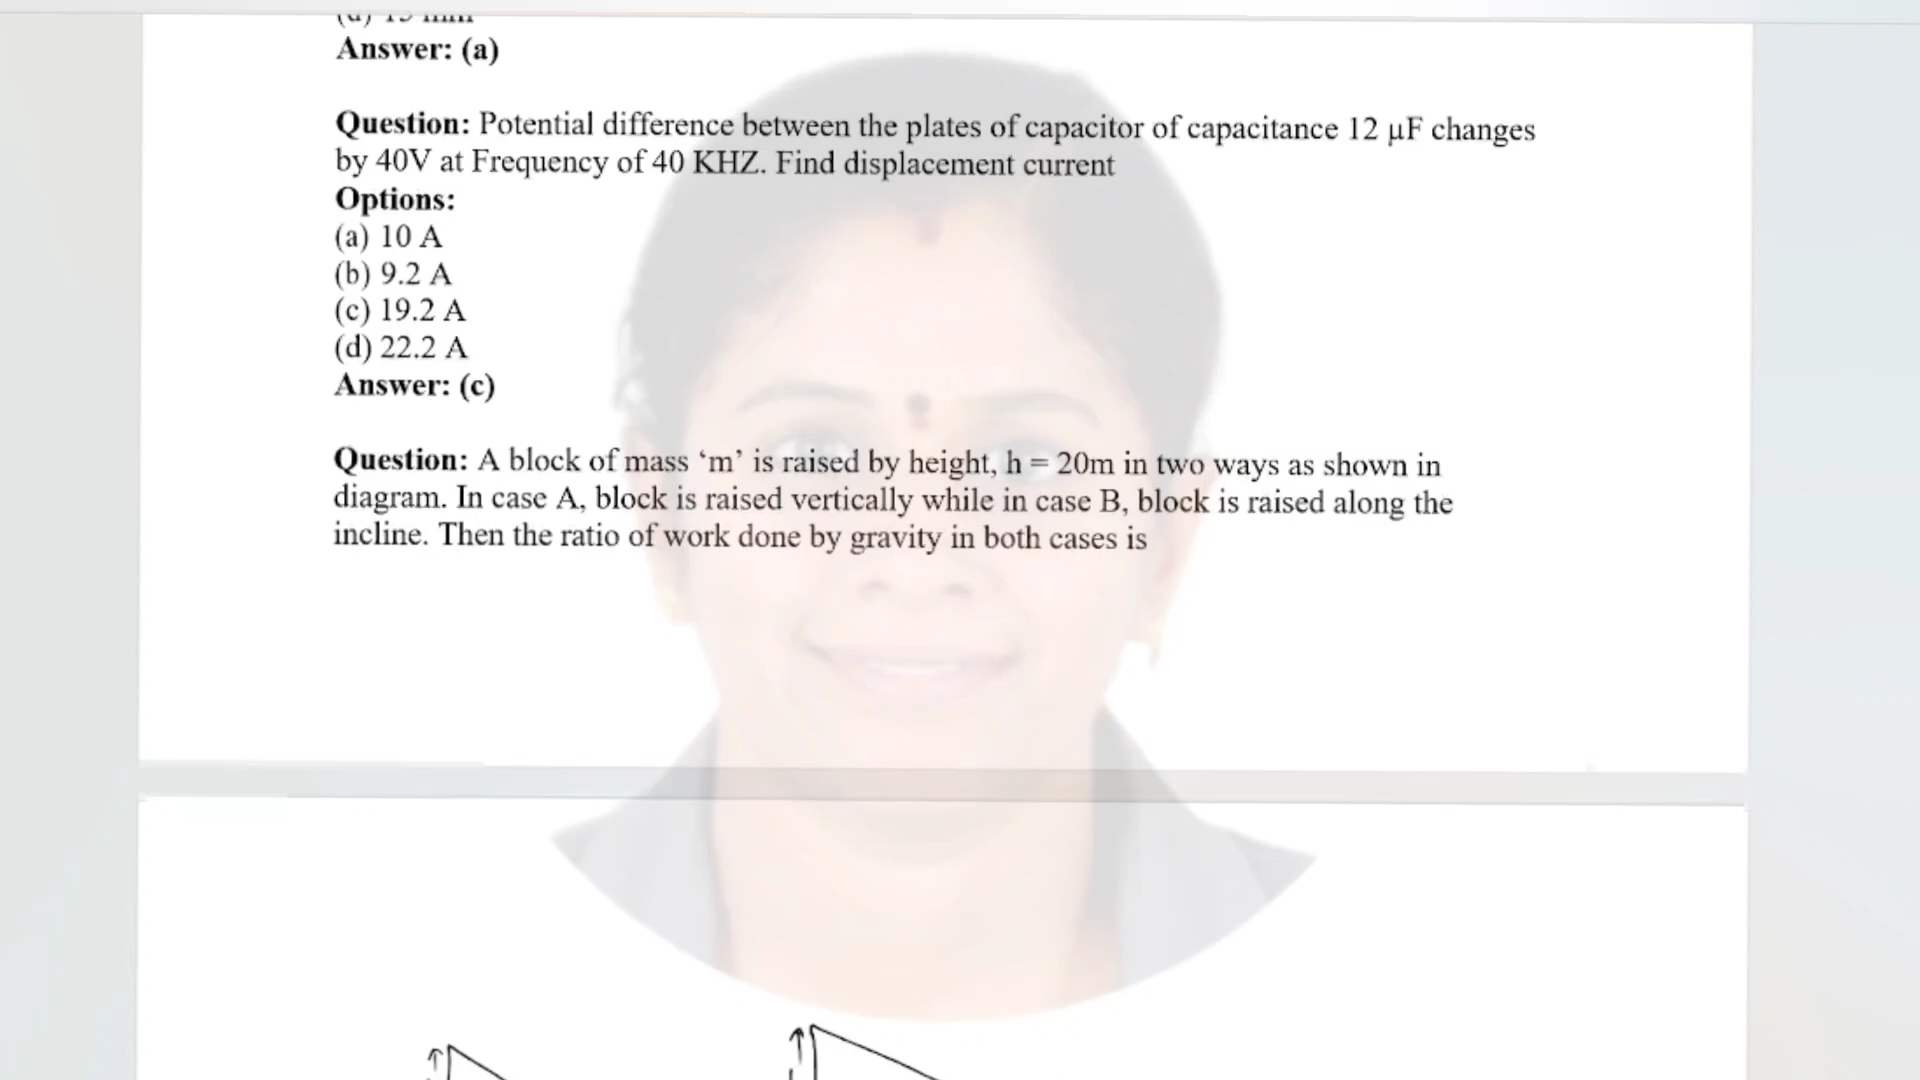 (d) 15 mm
Answer: (a)
Question: Potential difference between the plates of capacitor of capacitance 12 μF changes
by 40V at Frequency of 40 KHZ. Find displacement current
Options:
(a) 10 A
(b) 9.2 A
(c) 19.2 A
(d) 22.2 A
Answer: (c)
Question: A block of mass ‘m’ is raised by height, h = 20m in two ways as shown in
diagram. In case A, block is raised vertically while in case B, block is raised along the
incline. Then the ratio of work done by gravity in both cases is